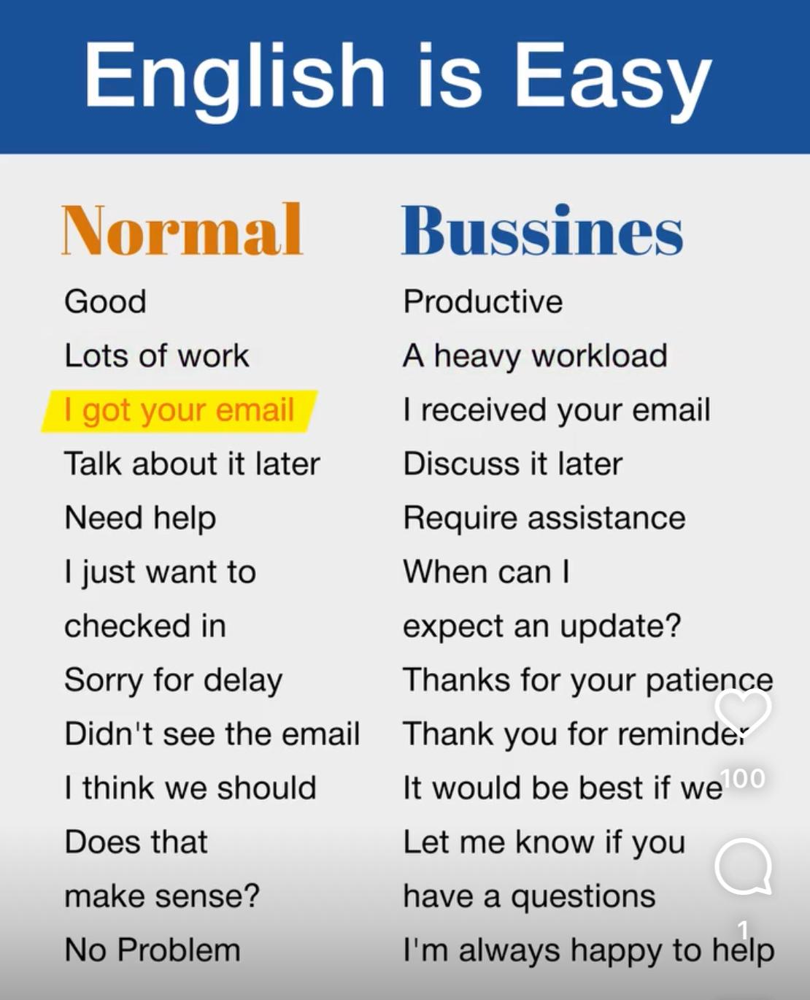 English is Easy
Normal Bussines
Good Productive
Lots of work A heavy workload
I got your email I received your email
Talk about it later Discuss it later
Need help Require assistance
I just want to When can I
checked in expect an update?
Sorry for delay Thanks for your patience
Didn't see the email Thank you for reminder
I think we should It would be best if we
100
Does that Let me know if you
make sense? have a questions
1
No Problem I'm always happy to help